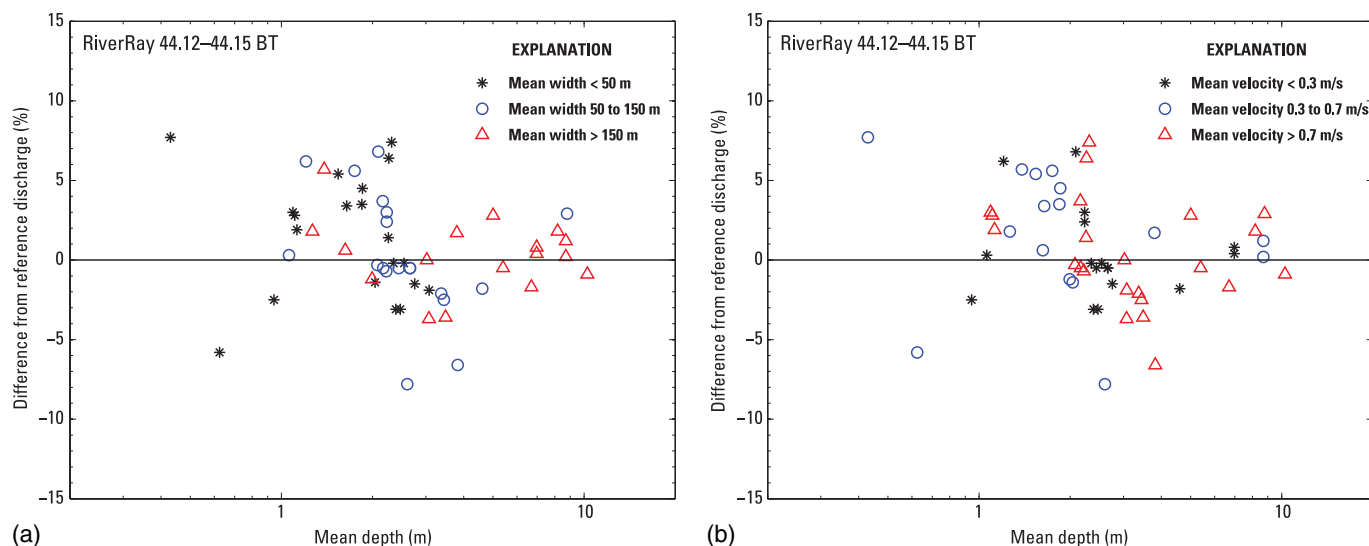 RiverRay 44.12–44.15 BT
EXPLANATION
Mean width < 50 m
Mean width 50 to 150 m
Mean width > 150 m
Difference from reference discharge (%)
15
10
5
0
−5
−10
−15
1
10
Mean depth (m)
(a)
RiverRay 44.12–44.15 BT
EXPLANATION
Mean velocity < 0.3 m/s
Mean velocity 0.3 to 0.7 m/s
Mean velocity > 0.7 m/s
Difference from reference discharge (%)
15
10
5
0
−5
−10
−15
1
10
Mean depth (m)
(b)